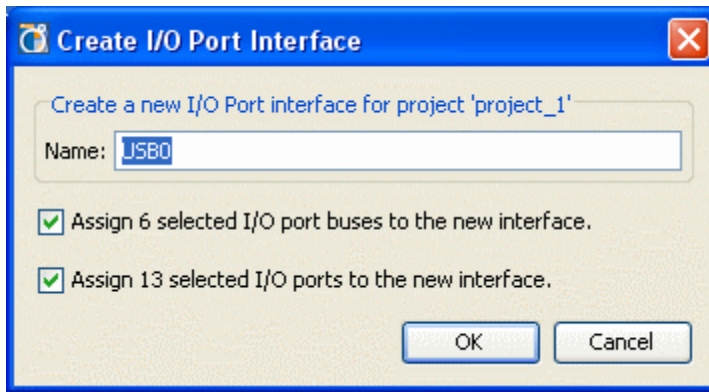 Create I/O Port Interface
Create a new I/O Port interface for project 'project_1'
Name: USB0
Assign 6 selected I/O port buses to the new interface.
Assign 13 selected I/O ports to the new interface.
OK Cancel